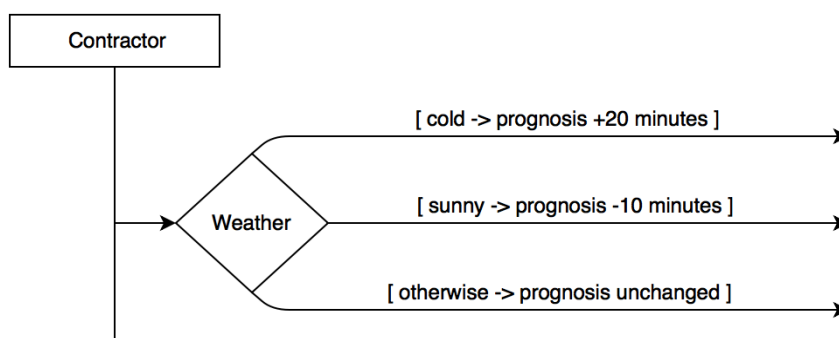 Contractor
[ cold -> prognosis +20 minutes ]
Weather
[ sunny -> prognosis -10 minutes ]
[ otherwise -> prognosis unchanged ]